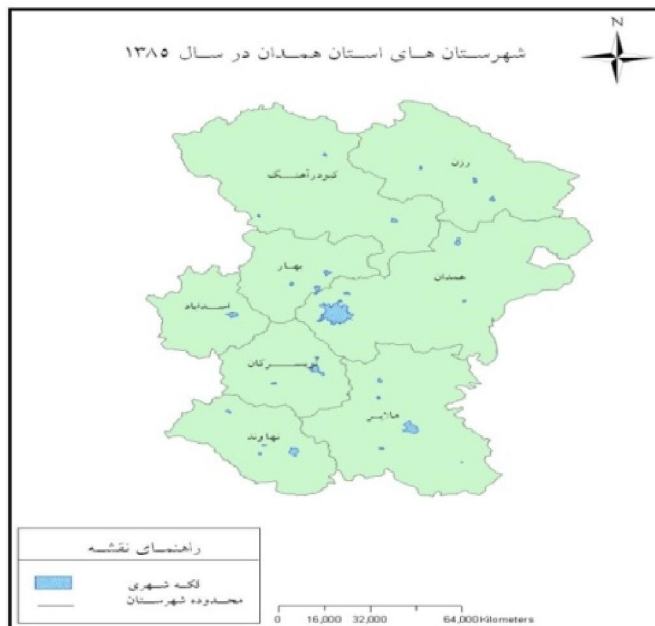 N
شهرستان های استان همدان در سال ۱۳۸۵
رزن
کبودرآهنگ
بهار
همدان
اسدآباد
تویسرکان
ملایر
نهاوند
راهنمای نقشه
لکه شهری
محدوده شهرستان
0 16,000 32,000 64,000 Kilometers